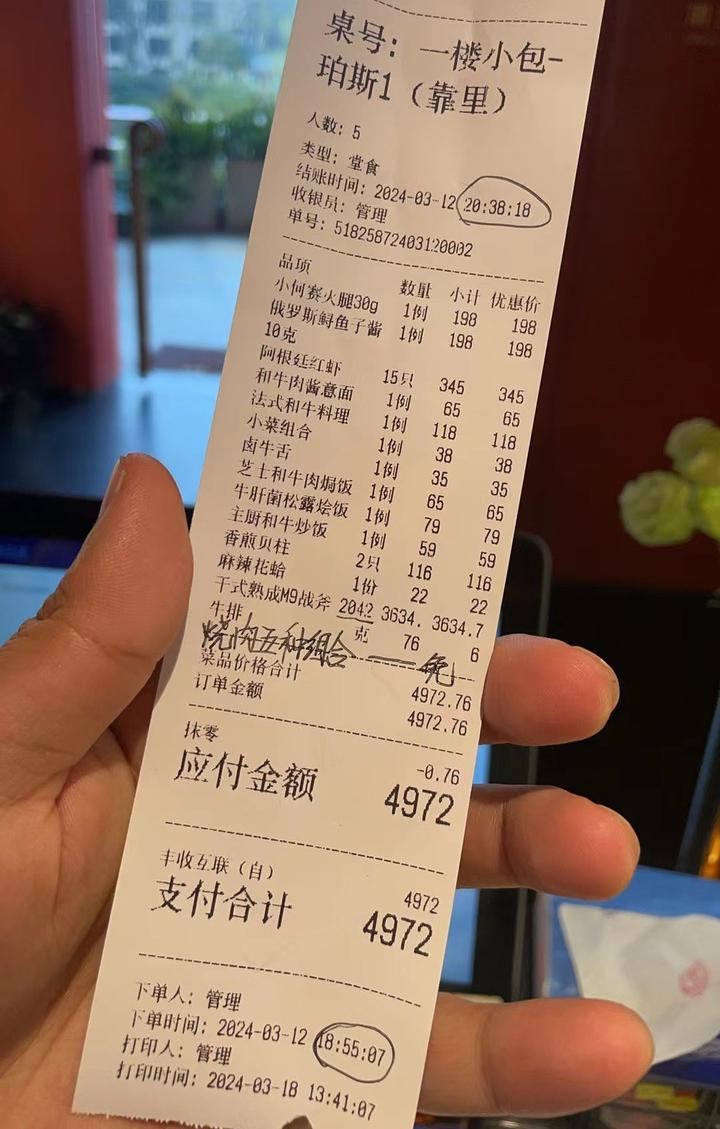 桌号：一楼小包-
珀斯1（靠里）
人数：5
类型：堂食
结账时间：2024-03-12 20:38:18
收银员：管理
单号：5182587240312​0002
品项 数量 小计 优惠价
小何赛火腿30g 1例 198 198
俄罗斯鲟鱼子酱 1例 198 198
10克
阿根廷红虾 15只 345 345
和牛肉酱意面 1例 65 65
法式和牛料理 1例 118 118
小菜组合 1例 38 38
卤牛舌 1例 35 35
芝士和牛肉焗饭 1例 65 65
牛肝菌松露烩饭 1例 79 79
主厨和牛炒饭 1例 59 59
香煎贝柱 2只 116 116
麻辣花蛤 1份 22 22
干式熟成M9战斧 2042 3634. 3634.7
牛排 克 76 6
烧肉五种组合 — 免
菜品价格合计 4972.76
订单金额 4972.76
抹零 -0.76
应付金额 4972
丰收互联（自） 4972
支付合计 4972
下单人：管理
下单时间：2024-03-12 18:55:07
打印人：管理
打印时间：2024-03-18 13:41:07